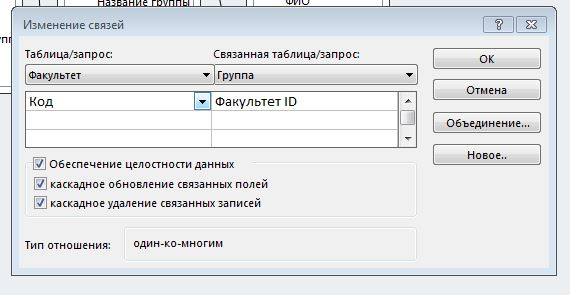 Название группы
ФИО
Изменение связей
Таблица/запрос: Связанная таблица/запрос:
Факультет Группа
Код Факультет ID
Обеспечение целостности данных
каскадное обновление связанных полей
каскадное удаление связанных записей
Тип отношения: один-ко-многим
ОК
Отмена
Объединение...
Новое..